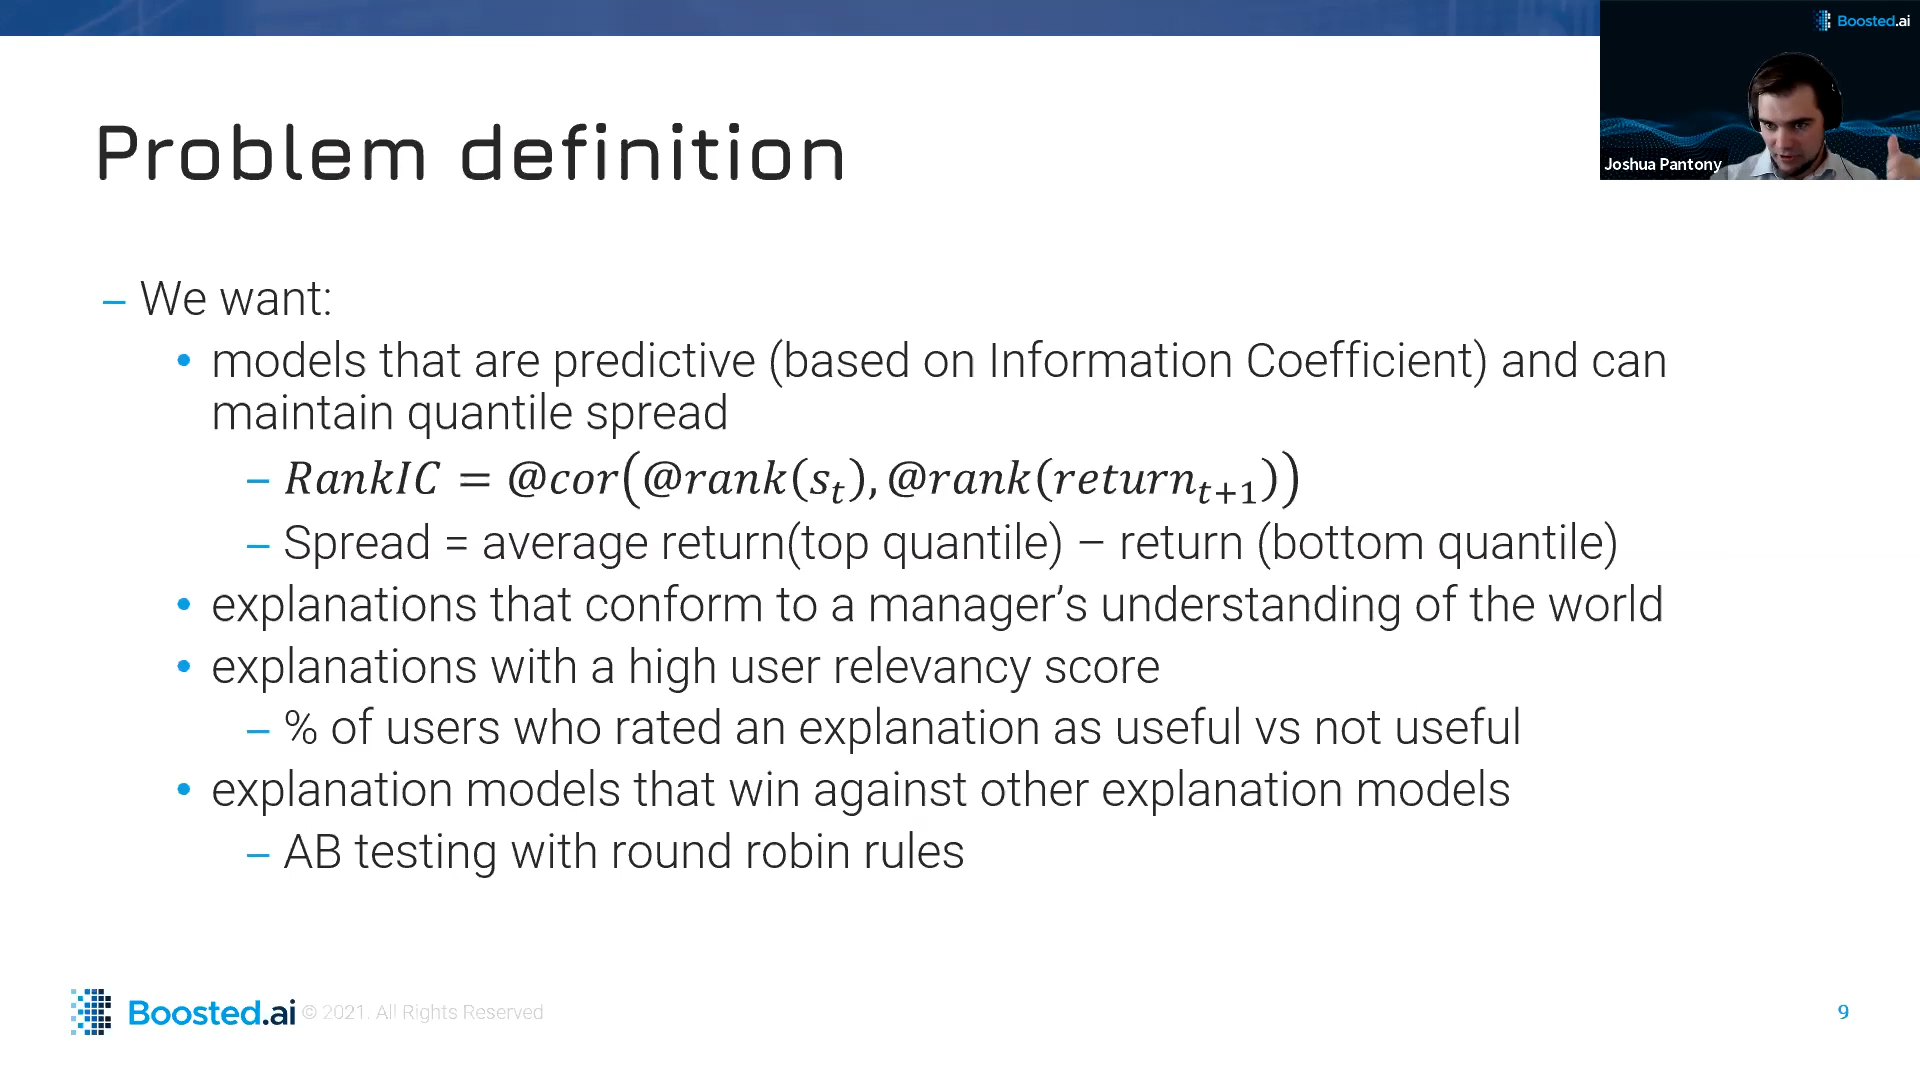 Boosted.ai
Joshua Pantony
Problem definition
– We want:
• models that are predictive (based on Information Coefficient) and can
maintain quantile spread
– RankIC = @cor(@rank(sₜ), @rank(returnₜ₊₁))
– Spread = average return(top quantile) – return (bottom quantile)
• explanations that conform to a manager’s understanding of the world
• explanations with a high user relevancy score
– % of users who rated an explanation as useful vs not useful
• explanation models that win against other explanation models
– AB testing with round robin rules
Boosted.ai © 2021. All Rights Reserved
9